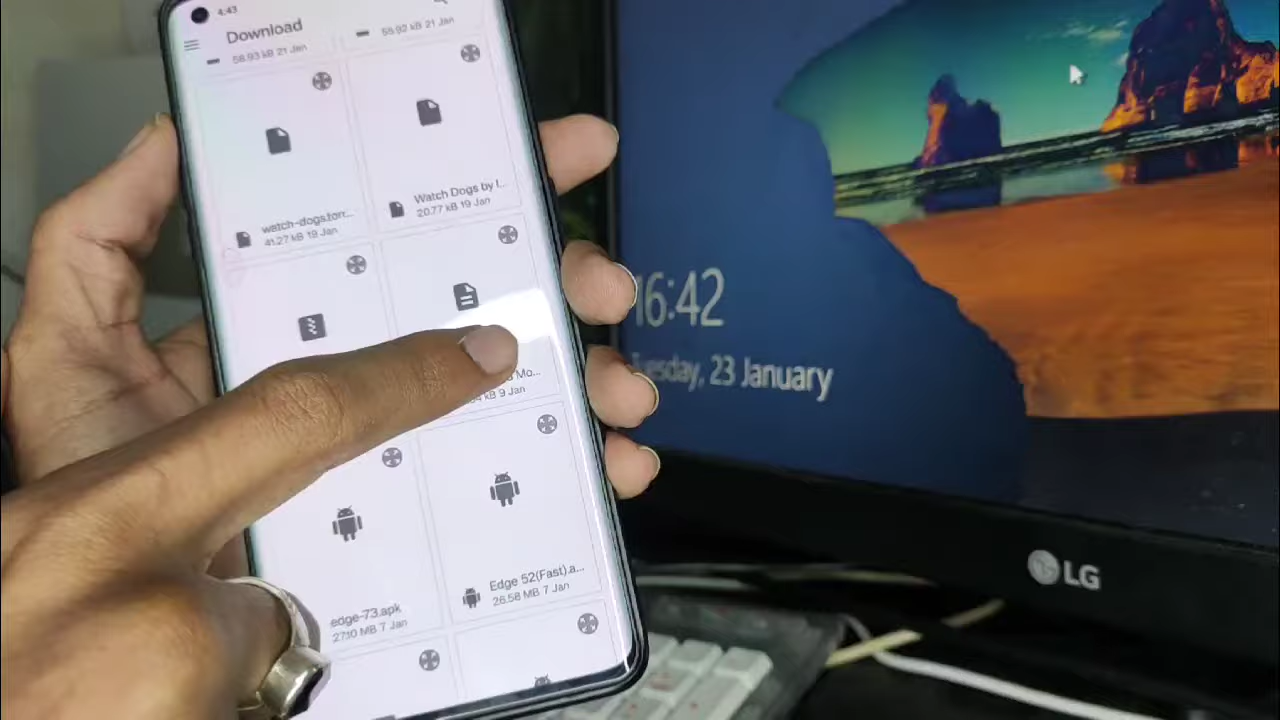 4:43
Download
58.93 kB 21 Jan
55.92 kB 21 Jan
watch-dogs.torr...
41.27 kB 19 Jan
Watch Dogs by I...
20.77 kB 19 Jan
Mo...
kB 9 Jan
edge-73.apk
27.10 MB 7 Jan
Edge 52(Fast).a...
26.58 MB 7 Jan
16:42
Tuesday, 23 January
LG